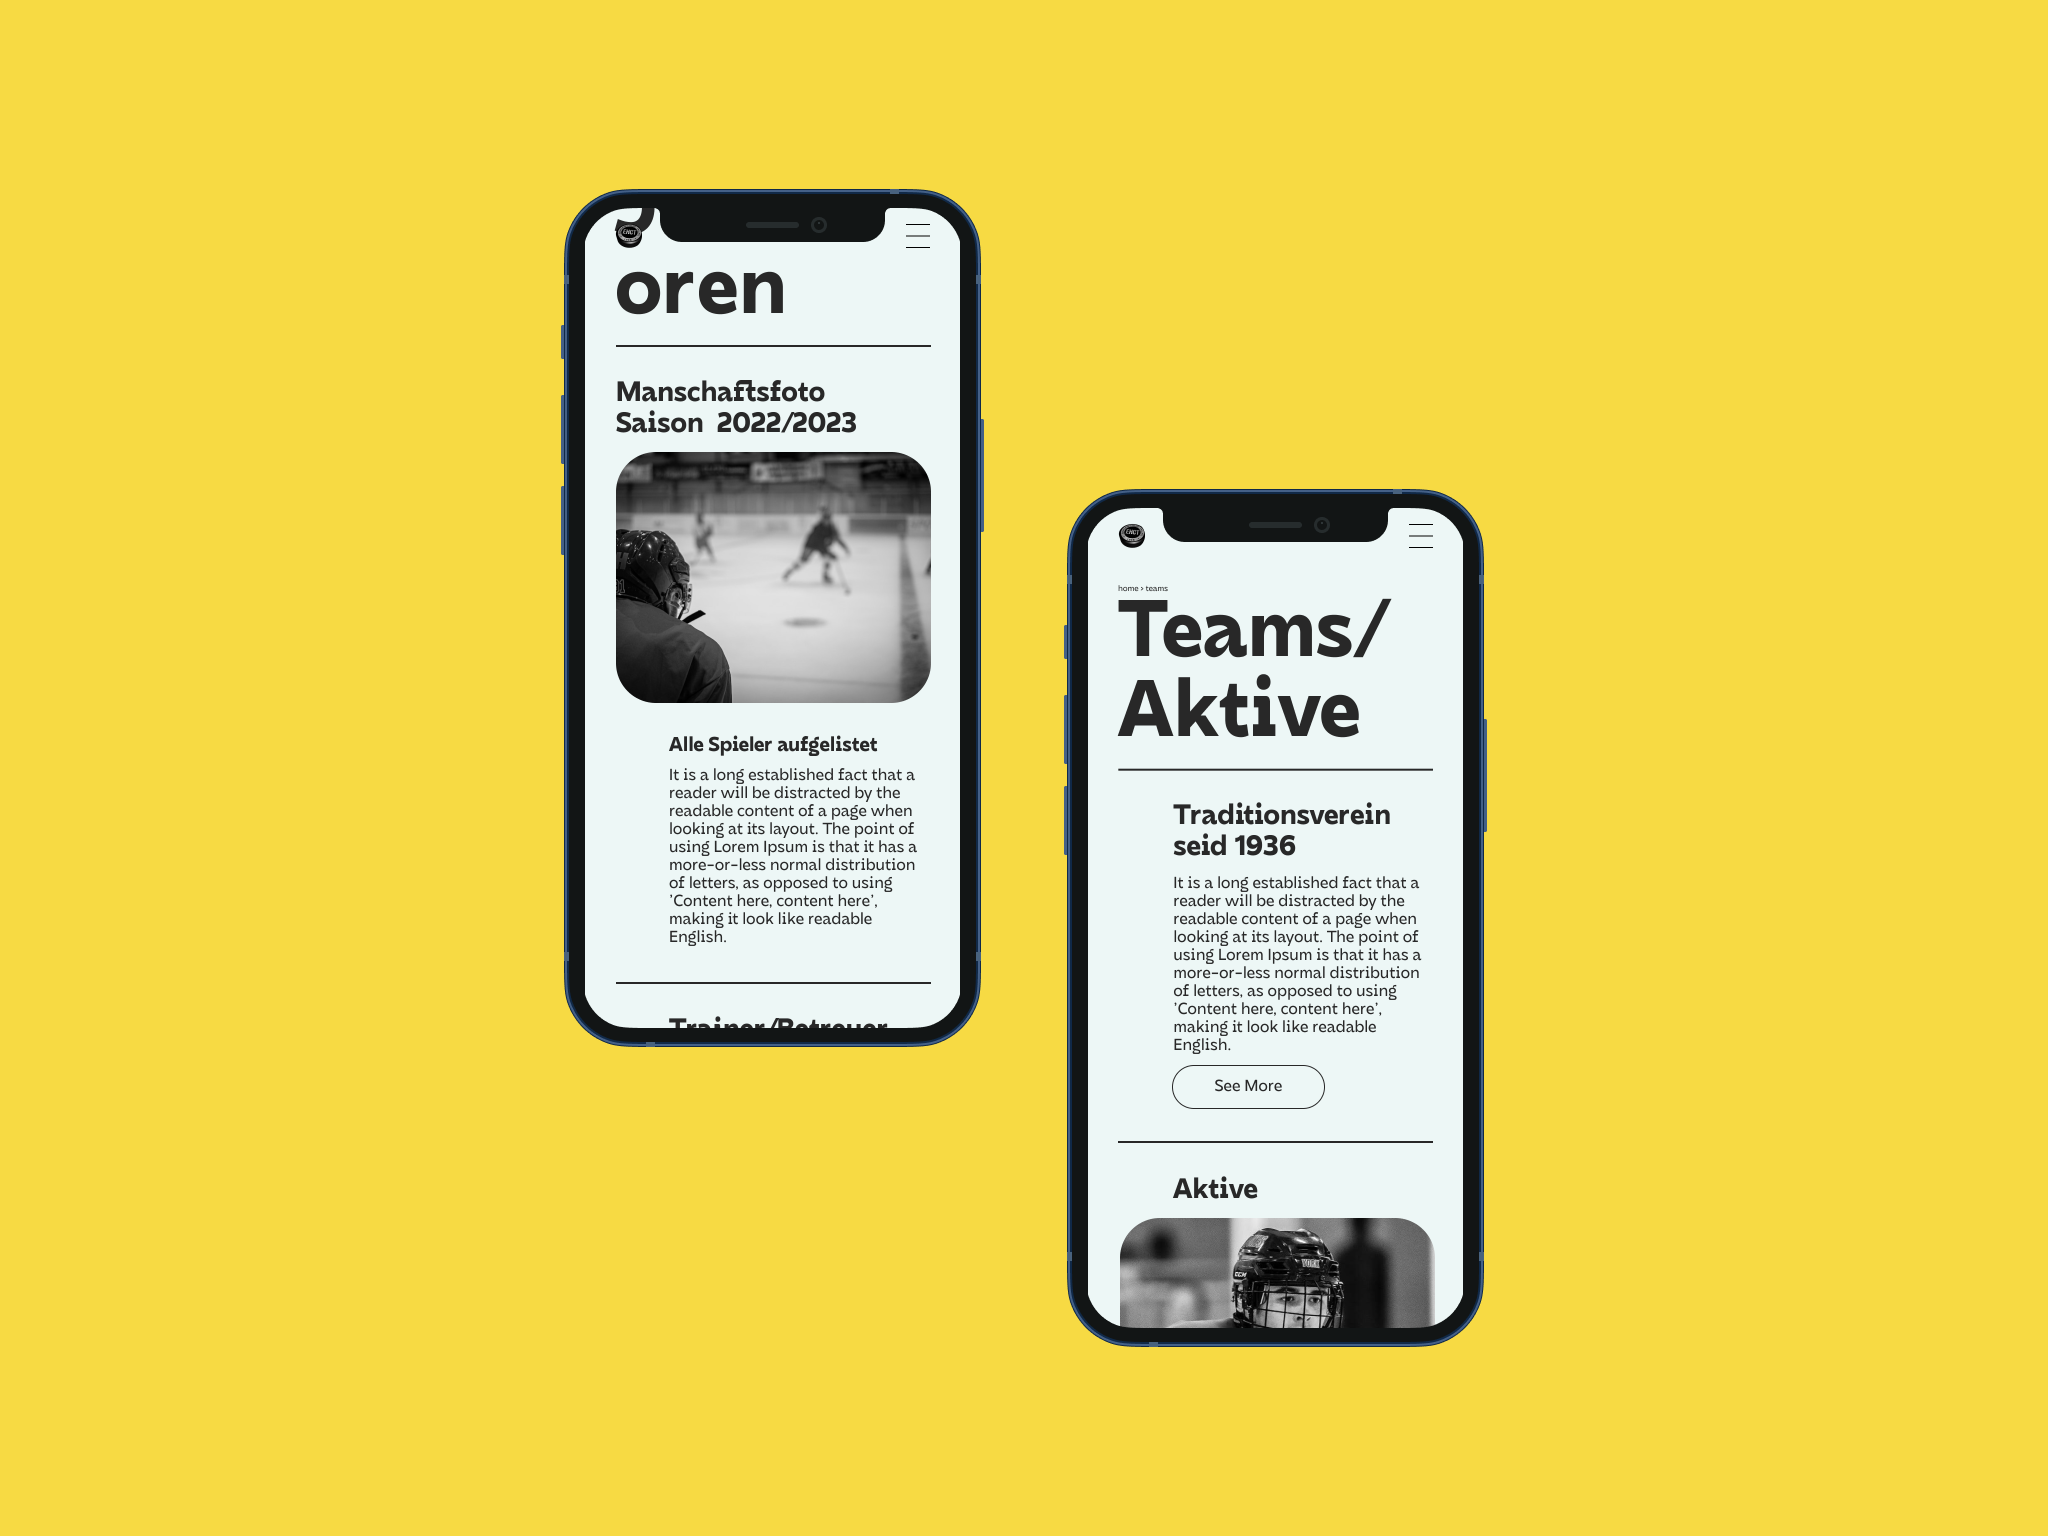 EHCT
oren
Manschaftsfoto
Saison 2022/2023
Alle Spieler aufgelistet
It is a long established fact that a
reader will be distracted by the
readable content of a page when
looking at its layout. The point of
using Lorem Ipsum is that it has a
more-or-less normal distribution
of letters, as opposed to using
'Content here, content here',
making it look like readable
English.
Trainer/Betreuer
EHCT
home > teams
Teams/
Aktive
Traditionsverein
seid 1936
It is a long established fact that a
reader will be distracted by the
readable content of a page when
looking at its layout. The point of
using Lorem Ipsum is that it has a
more-or-less normal distribution
of letters, as opposed to using
'Content here, content here',
making it look like readable
English.
See More
Aktive
CCM
YORK